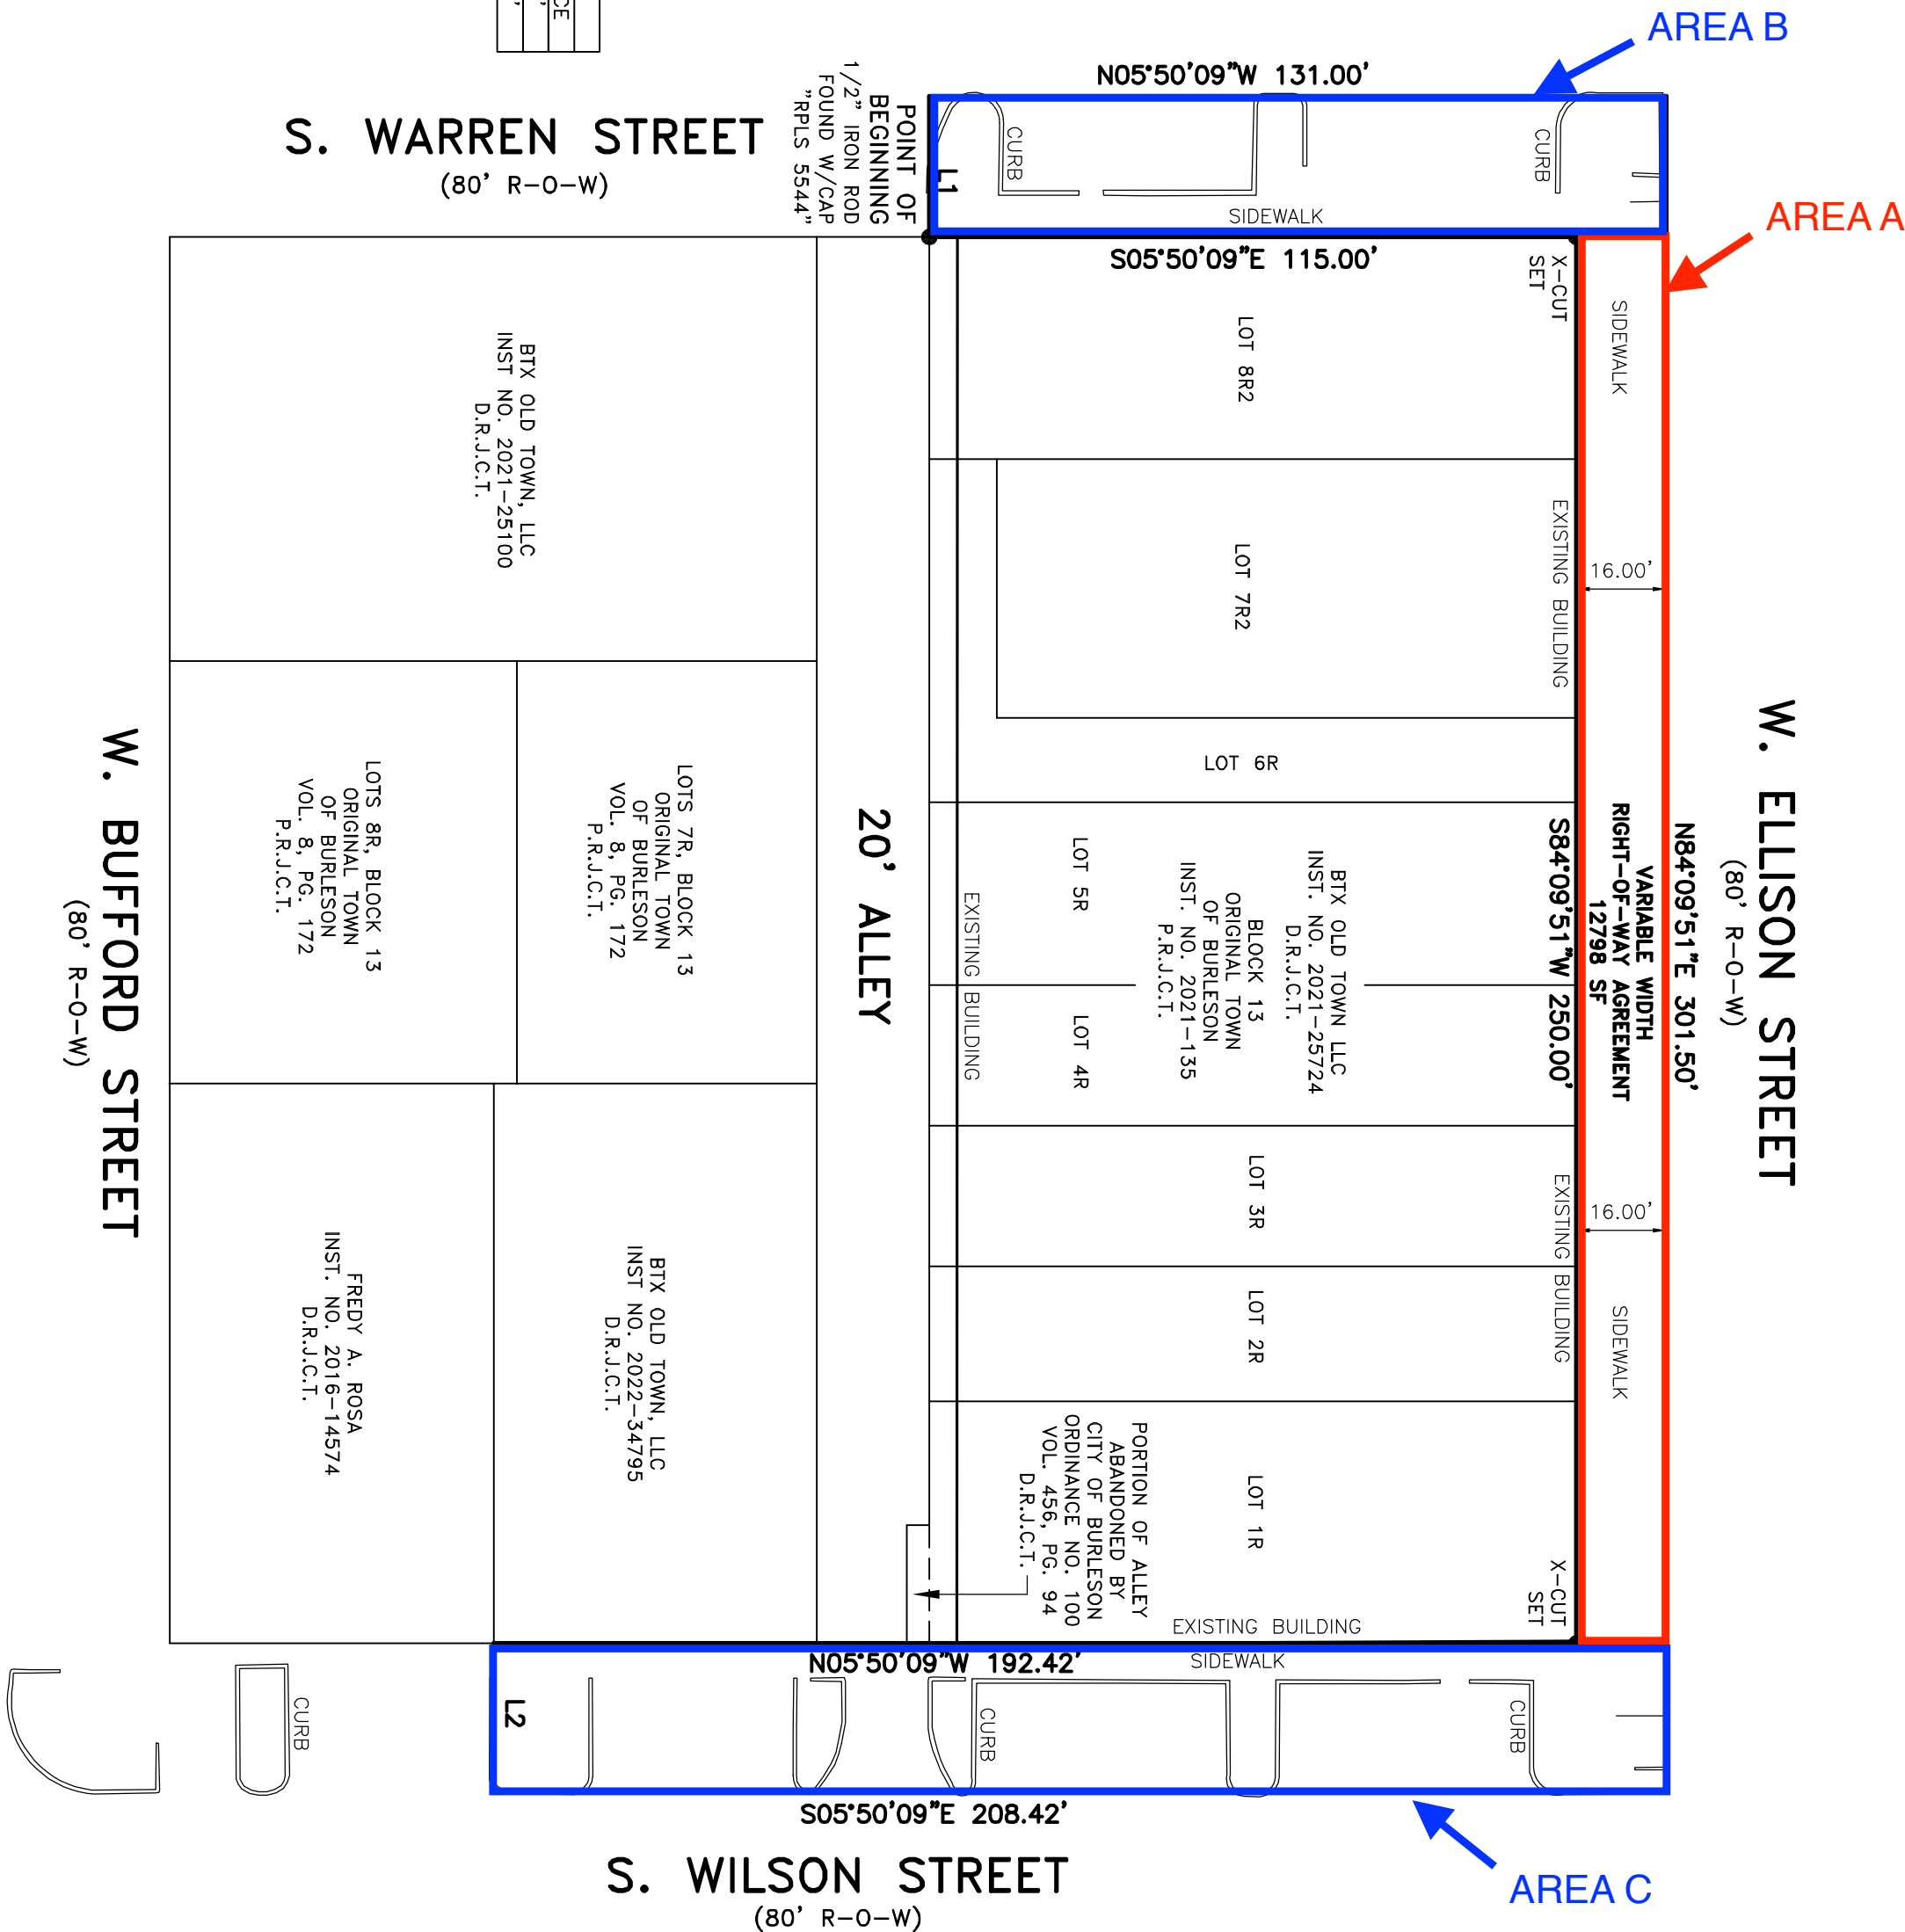 AREA B
N05°50'09"W 131.00'
CE
'
'
S. WARREN STREET
(80' R-O-W)
POINT OF
BEGINNING
1/2" IRON ROD
FOUND W/CAP
"RPLS 5544"
L1
CURB
CURB
SIDEWALK
AREA A
S05°50'09"E 115.00'
X-CUT
SET
SIDEWALK
LOT 8R2
BTX OLD TOWN, LLC
INST NO. 2021-25100
D.R.J.C.T.
LOT 7R2
EXISTING BUILDING
16.00'
LOT 6R
W. ELLISON STREET
(80' R-O-W)
N84°09'51"E 301.50'
VARIABLE WIDTH
RIGHT-OF-WAY AGREEMENT
12798 SF
S84°09'51"W 250.00'
W. BUFFORD STREET
(80' R-O-W)
LOTS 8R, BLOCK 13
ORIGINAL TOWN
OF BURLESON
VOL. 8, PG. 172
P.R.J.C.T.
LOTS 7R, BLOCK 13
ORIGINAL TOWN
OF BURLESON
VOL. 8, PG. 172
P.R.J.C.T.
20' ALLEY
EXISTING BUILDING
LOT 5R
LOT 4R
BTX OLD TOWN LLC
INST. NO. 2021-25724
D.R.J.C.T.
BLOCK 13
ORIGINAL TOWN
OF BURLESON
INST. NO. 2021-135
P.R.J.C.T.
LOT 3R
EXISTING BUILDING
16.00'
SIDEWALK
LOT 2R
FREDY A. ROSA
INST. NO. 2016-14574
D.R.J.C.T.
BTX OLD TOWN, LLC
INST NO. 2022-34795
D.R.J.C.T.
PORTION OF ALLEY
ABANDONED BY
CITY OF BURLESON
ORDINANCE NO. 100
VOL. 456, PG. 94
D.R.J.C.T.
LOT 1R
X-CUT
SET
EXISTING BUILDING
N05°50'09"W 192.42'
SIDEWALK
L2
CURB
CURB
CURB
S05°50'09"E 208.42'
S. WILSON STREET
(80' R-O-W)
AREA C